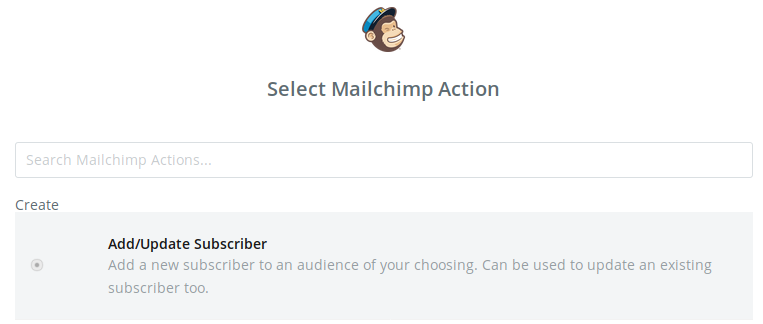 Select Mailchimp Action
Search Mailchimp Actions...
Create
Add/Update Subscriber
Add a new subscriber to an audience of your choosing. Can be used to update an existing
subscriber too.